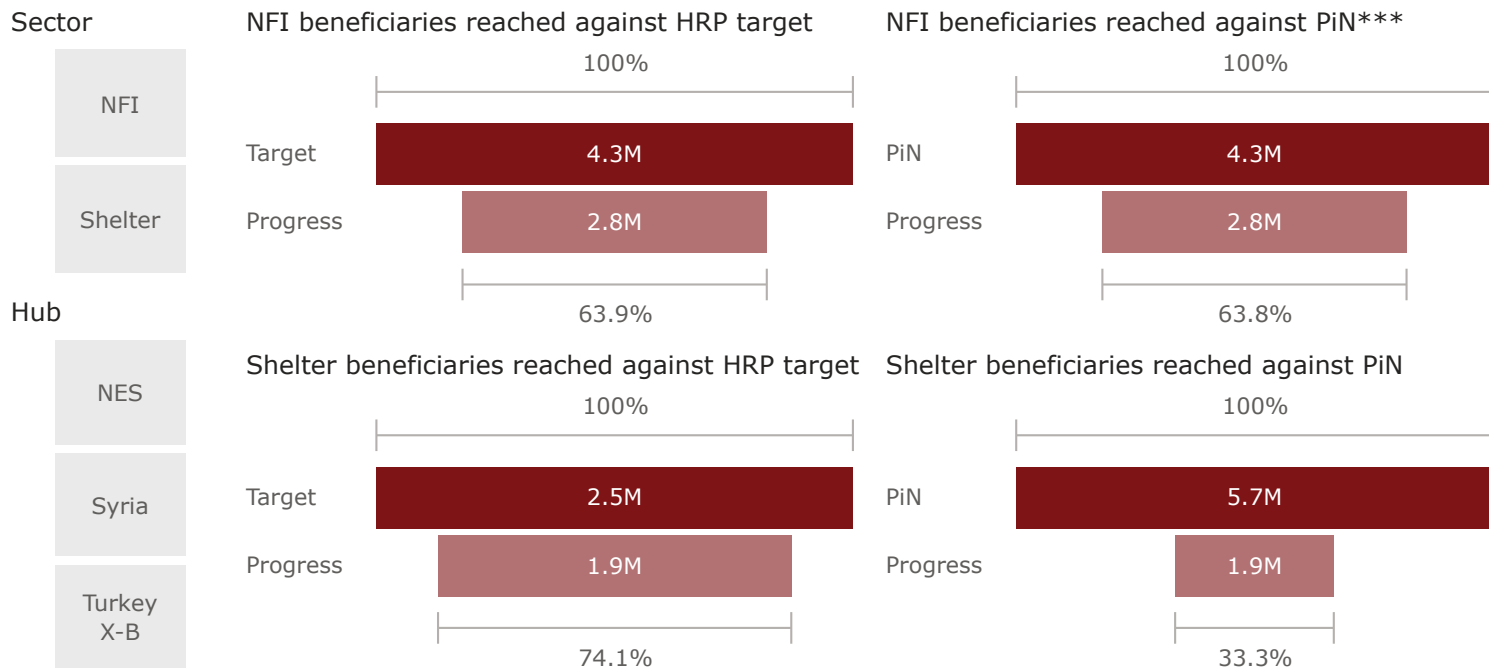 Sector
NFI
Shelter
Hub
NES
Syria
Turkey
X-B
NFI beneficiaries reached against HRP target
100%
Target
4.3M
Progress
2.8M
63.9%
NFI beneficiaries reached against PiN***
100%
PiN
4.3M
Progress
2.8M
63.8%
Shelter beneficiaries reached against HRP target
100%
Target
2.5M
Progress
1.9M
74.1%
Shelter beneficiaries reached against PiN
100%
PiN
5.7M
Progress
1.9M
33.3%